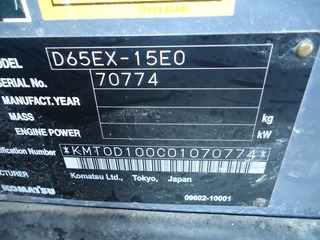 MODEL D65EX-15E0
SERIAL No. 70774
MANUFACT.YEAR
MASS kg
ENGINE POWER kW
Identification Number *KMT0D100C01070774*
MANUFACTURER Komatsu Ltd., Tokyo, Japan
KOMATSU
09602-10001